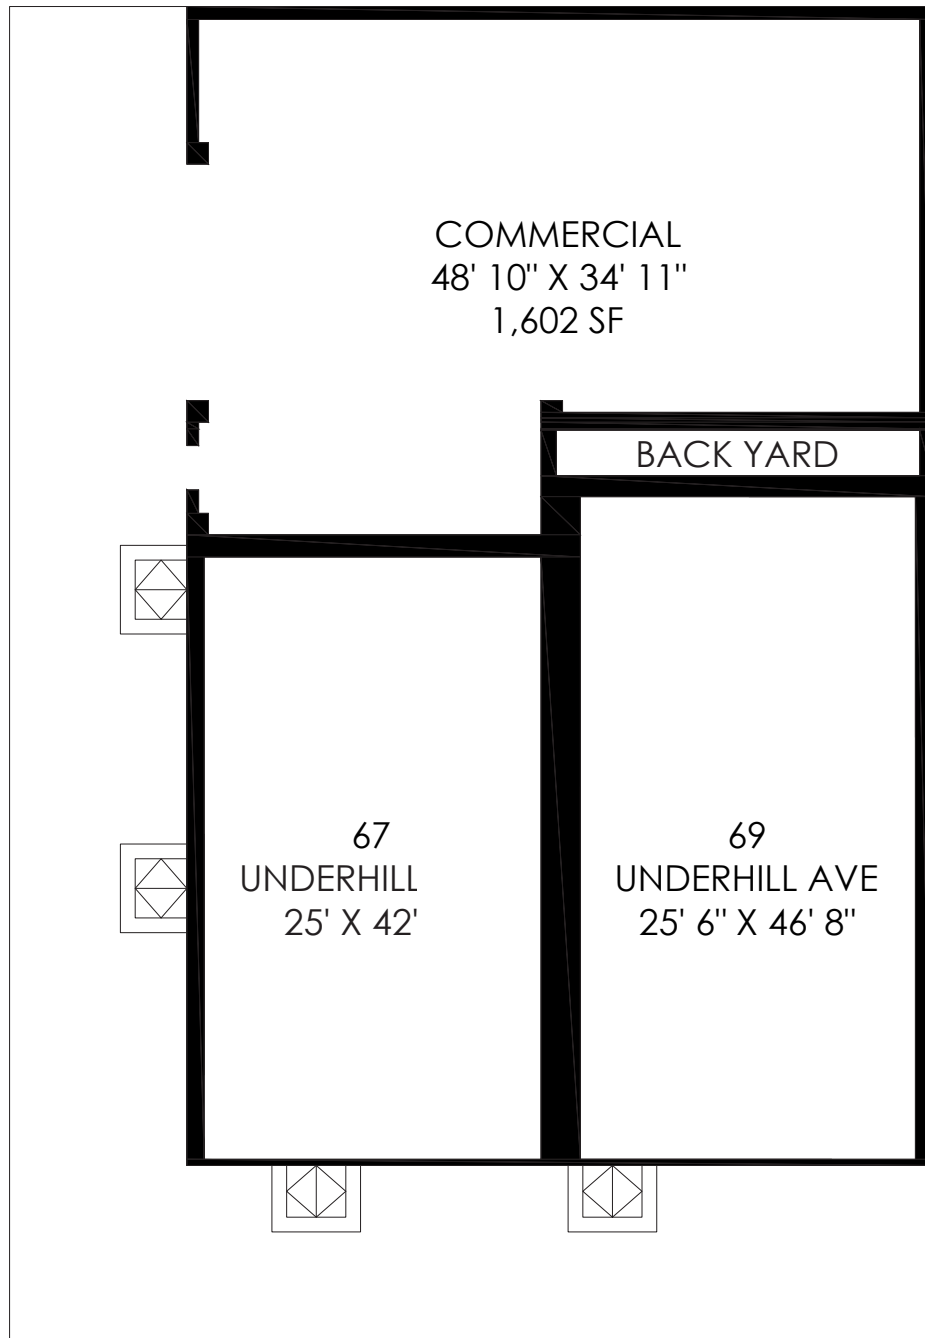 COMMERCIAL
48' 10" X 34' 11"
1,602 SF
BACK YARD
67
UNDERHILL
25' X 42'
69
UNDERHILL AVE
25' 6" X 46' 8"